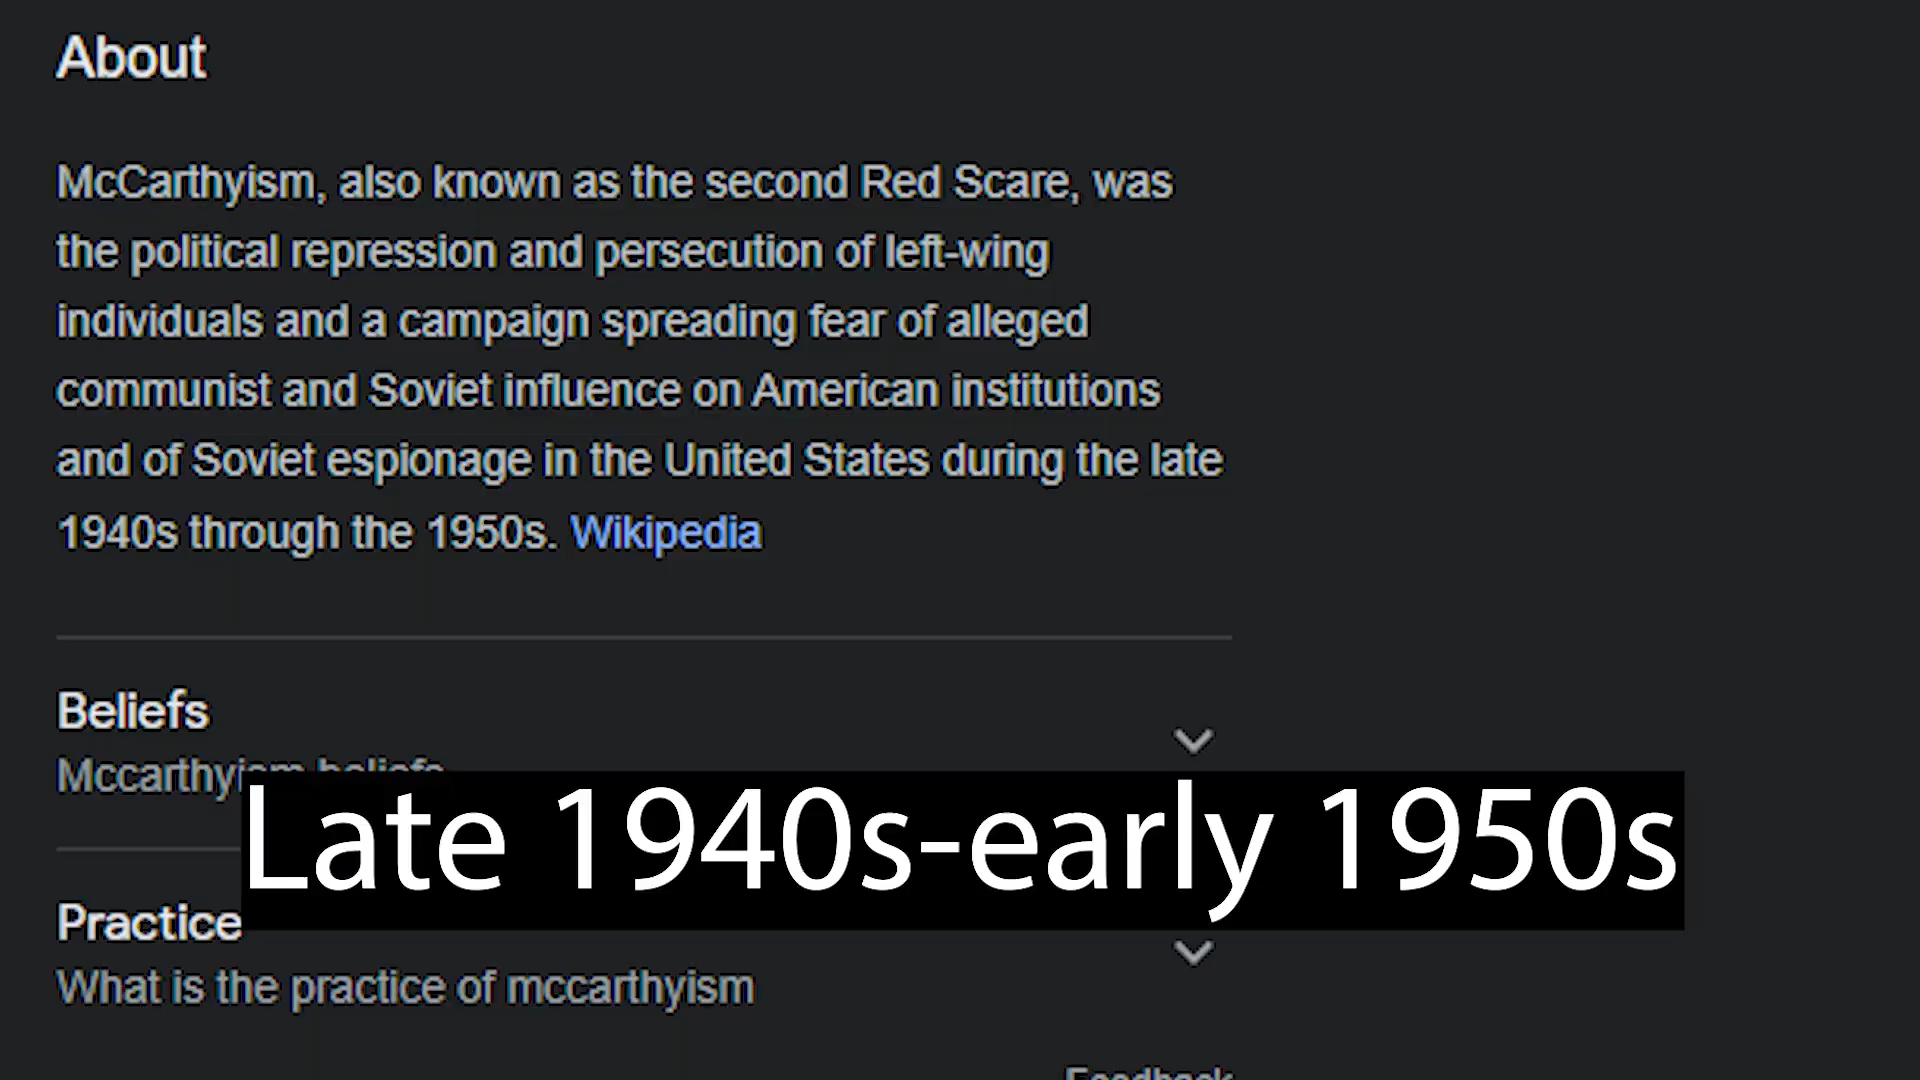 About
McCarthyism, also known as the second Red Scare, was
the political repression and persecution of left-wing
individuals and a campaign spreading fear of alleged
communist and Soviet influence on American institutions
and of Soviet espionage in the United States during the late
1940s through the 1950s. Wikipedia
Beliefs
Mccarthyism beliefs
Late 1940s-early 1950s
Practice
What is the practice of mccarthyism
Feedback